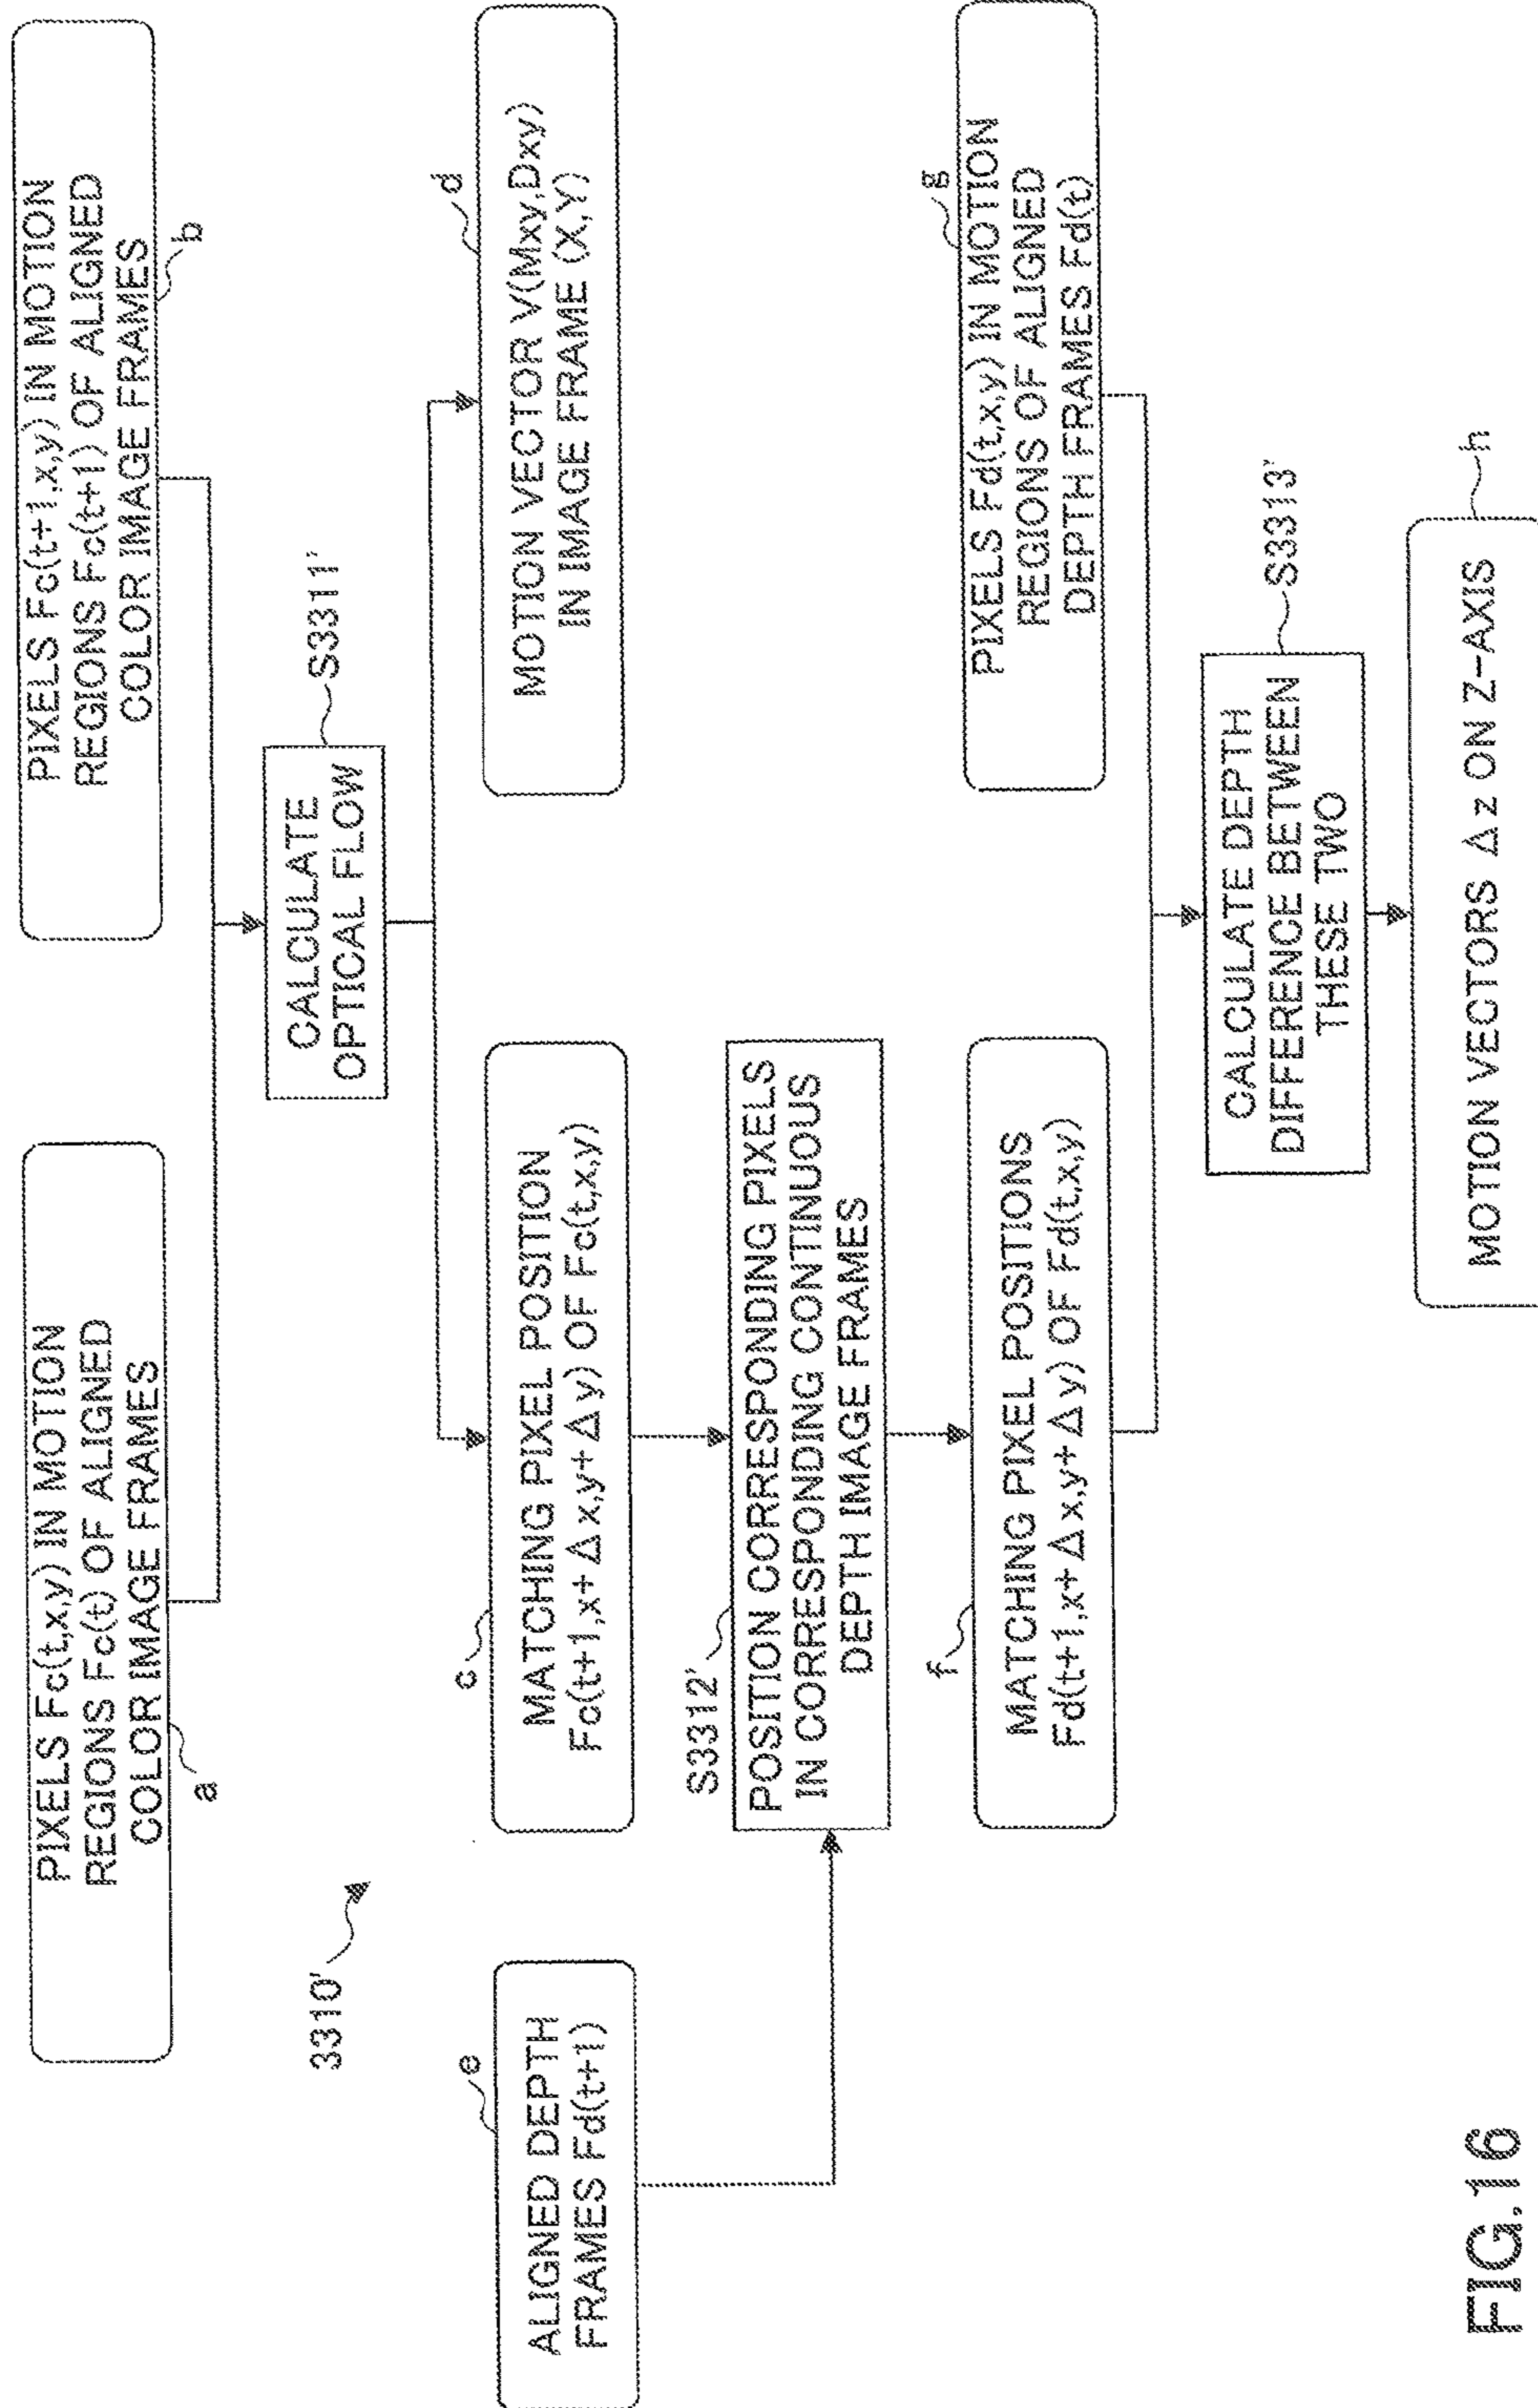 PIXELS Fc(t,x,y) IN MOTION
REGIONS Fc(t) OF ALIGNED
COLOR IMAGE FRAMES
a
PIXELS Fc(t+1,x,y) IN MOTION
REGIONS Fc(t+1) OF ALIGNED
COLOR IMAGE FRAMES
b
3310'
CALCULATE
OPTICAL FLOW
S3311'
e
ALIGNED DEPTH
FRAMES Fd(t+1)
c
MATCHING PIXEL POSITION
Fc(t+1,x+Δx,y+Δy) OF Fc(t,x,y)
d
MOTION VECTOR V(Mxy,Dxy)
IN IMAGE FRAME (X,Y)
S3312'
POSITION CORRESPONDING PIXELS
IN CORRESPONDING CONTINUOUS
DEPTH IMAGE FRAMES
f
MATCHING PIXEL POSITIONS
Fd(t+1,x+Δx,y+Δy) OF Fd(t,x,y)
g
PIXELS Fd(t,x,y) IN MOTION
REGIONS OF ALIGNED
DEPTH FRAMES Fd(t)
CALCULATE DEPTH
DIFFERENCE BETWEEN
THESE TWO
S3313'
MOTION VECTORS Δz ON Z-AXIS
h
FIG.16